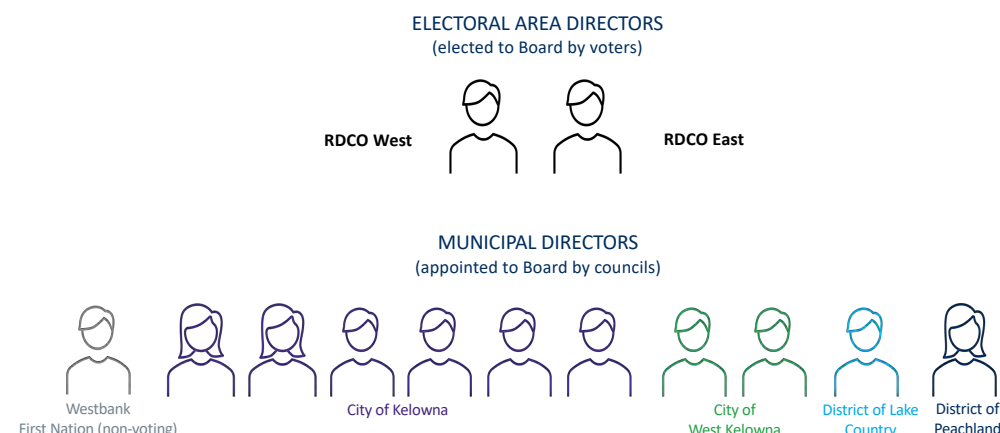 ELECTORAL AREA DIRECTORS
(elected to Board by voters)
RDCO West
RDCO East
MUNICIPAL DIRECTORS
(appointed to Board by councils)
Westbank
First Nation (non-voting)
City of Kelowna
City of
West Kelowna
District of Lake
Country
District of
Peachland